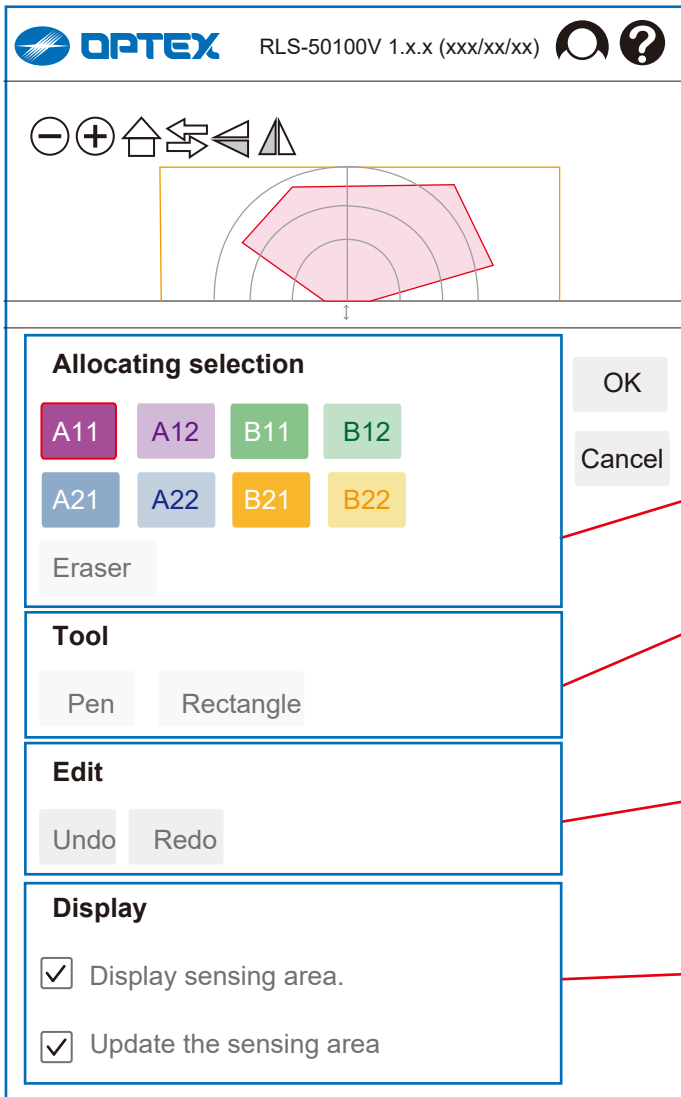 OPTEX RLS-50100V 1.x.x (xxx/xx/xx) ?
Allocating selection
OK
A11 A12 B11 B12
Cancel
A21 A22 B21 B22
Eraser
Tool
Pen Rectangle
Edit
Undo Redo
Display
Display sensing area.
Update the sensing area